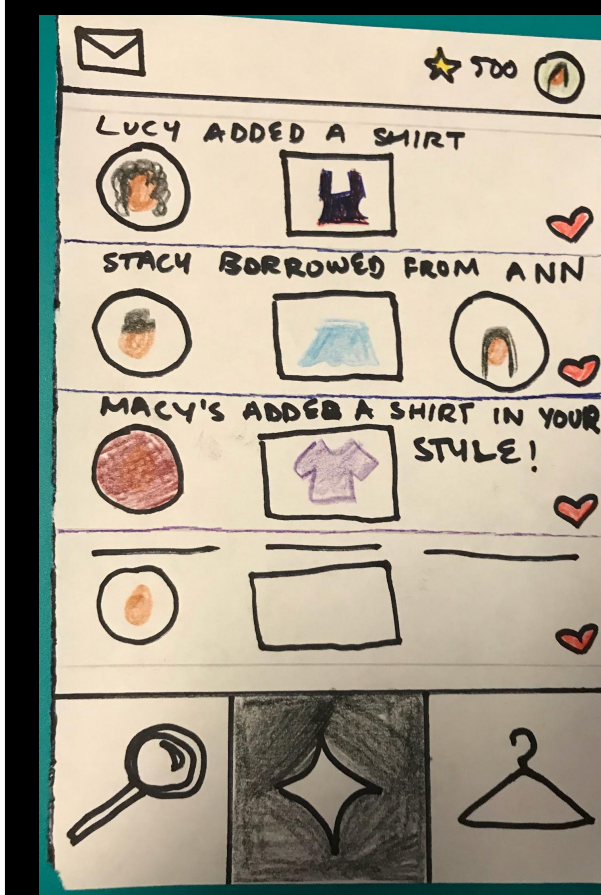 500
LUCY ADDED A SHIRT
STACY BORROWED FROM ANN
MACY'S ADDED A SHIRT IN YOUR
STYLE!